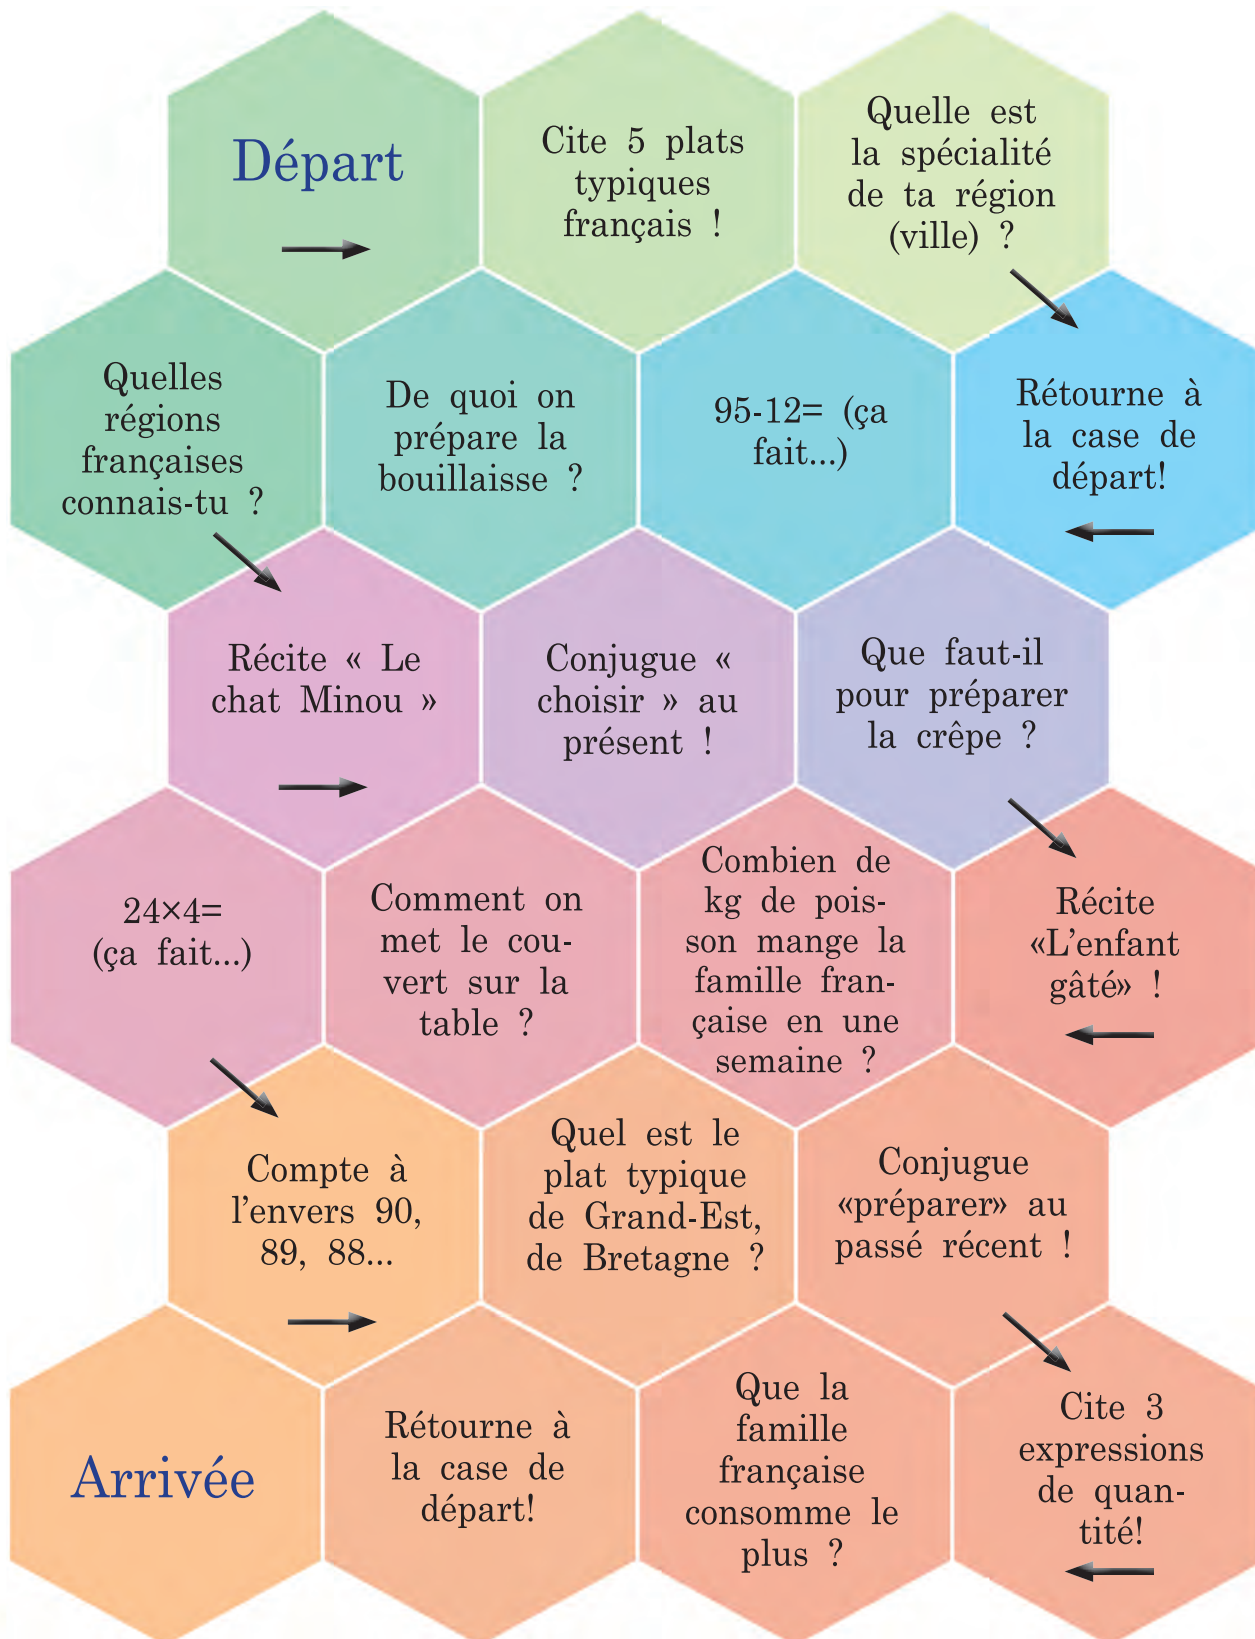 Départ
Cite 5 plats
typiques
français !
Quelle est
la spécialité
de ta région
(ville) ?
Quelles
régions
françaises
connais-tu ?
De quoi on
prépare la
bouillaisse ?
95-12= (ça
fait...)
Rétourne à
la case de
départ!
Récite « Le
chat Minou »
Conjugue «
choisir » au
présent !
Que faut-il
pour préparer
la crêpe ?
24×4=
(ça fait...)
Comment on
met le cou-
vert sur la
table ?
Combien de
kg de pois-
son mange la
famille fran-
çaise en une
semaine ?
Récite
«L’enfant
gâté» !
Compte à
l’envers 90,
89, 88...
Quel est le
plat typique
de Grand-Est,
de Bretagne ?
Conjugue
«préparer» au
passé récent !
Arrivée
Rétourne à
la case de
départ!
Que la
famille
française
consomme le
plus ?
Cite 3
expressions
de quan-
tité!